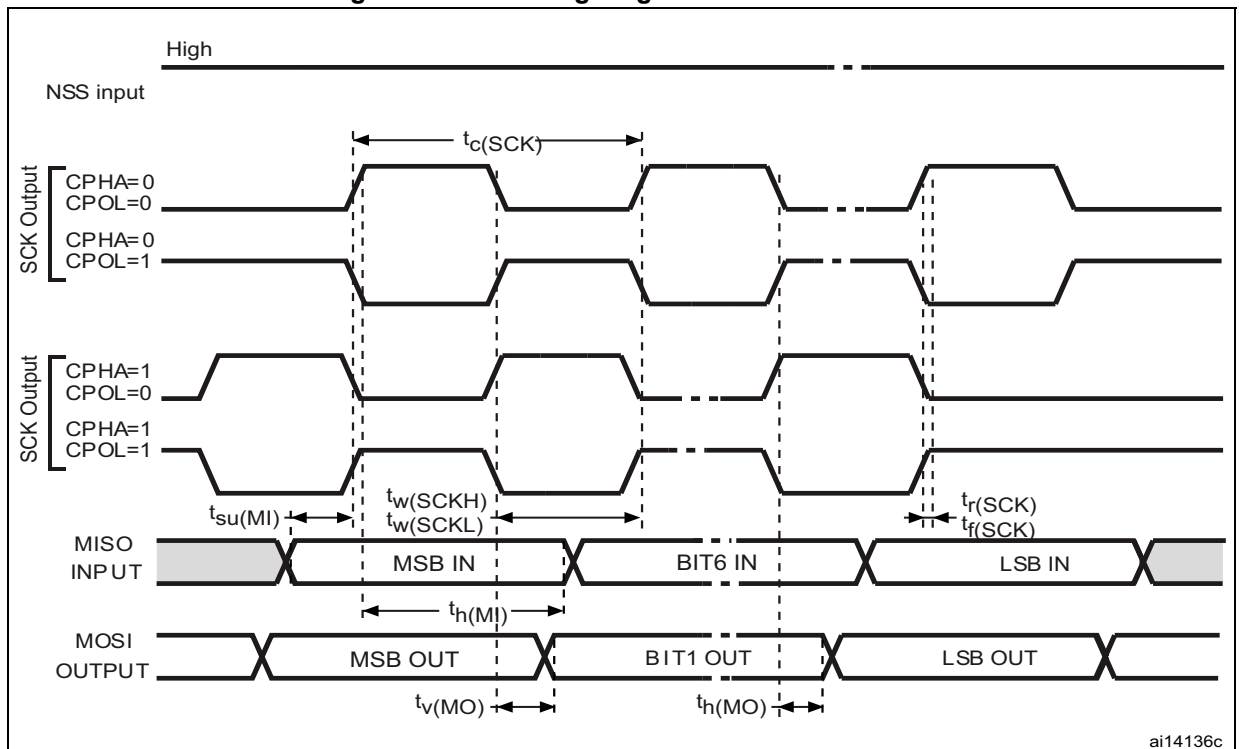 High
NSS input
tc(SCK)
SCK Output
CPHA=0
CPOL=0
CPHA=0
CPOL=1
SCK Output
CPHA=1
CPOL=0
CPHA=1
CPOL=1
tsu(MI)
tw(SCKH)
tw(SCKL)
tr(SCK)
tf(SCK)
MISO
INPUT
MSB IN
BIT6 IN
LSB IN
th(MI)
MOSI
OUTPUT
MSB OUT
BIT1 OUT
LSB OUT
tv(MO)
th(MO)
ai14136c